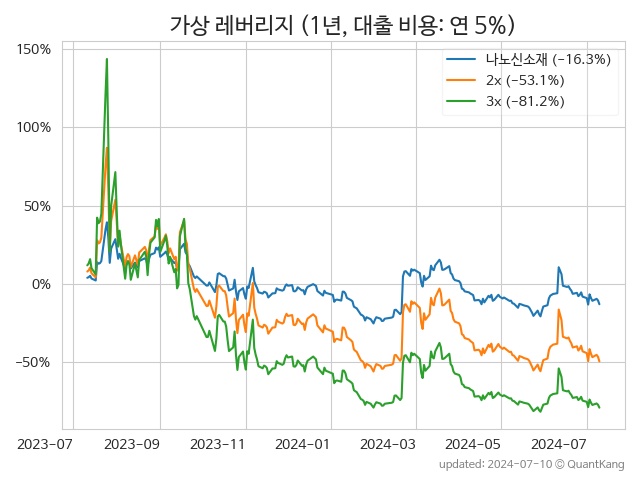 가상 레버리지 (1년, 대출 비용: 연 5%)
150%
100%
50%
0%
−50%
나노신소재 (−16.3%)
2x (−53.1%)
3x (−81.2%)
2023-07 2023-09 2023-11 2024-01 2024-03 2024-05 2024-07
updated: 2024-07-10 © QuantKang